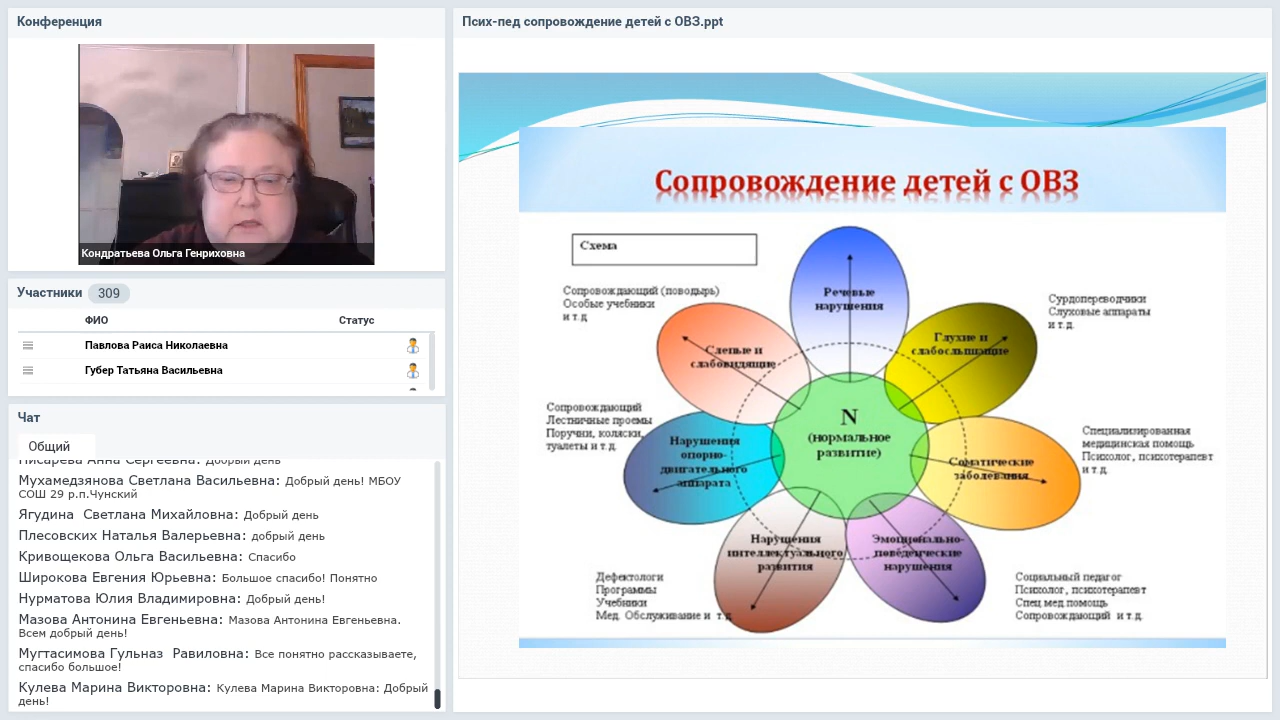 Конференция
Кондратьева Ольга Генриховна
Участники 309
ФИО Статус
Павлова Раиса Николаевна
Губер Татьяна Васильевна
Чат
Общий
Писарева Анна Сергеевна: Добрый день
Мухамедзянова Светлана Васильевна: Добрый день! МБОУ
СОШ 29 р.п.Чунский
Ягудина Светлана Михайловна: Добрый день
Плесовских Наталья Валерьевна: добрый день
Кривошекова Ольга Васильевна: Спасибо
Широкова Евгения Юрьевна: Большое спасибо! Понятно
Нурматова Юлия Владимировна: Добрый день!
Мазова Антонина Евгеньевна: Мазова Антонина Евгеньевна.
Всем добрый день!
Мугтасимова Гульназ Равиловна: Все понятно рассказываете,
спасибо большое!
Кулева Марина Викторовна: Кулева Марина Викторовна: Добрый
день!
Псих-пед сопровождение детей с ОВЗ.ppt
Сопровождение детей с ОВЗ
Схема
Речевые
нарушения
Сопровождающий (поводырь)
Особые учебники
и т.д
Слепые и
слабовидящие
Сурдопереводчики
Слуховые аппараты
и т.д.
Глухие и
слабослышащие
N
(нормальное
развитие)
Сопровождающий
Лестничные проемы
Поручни, коляски,
туалеты и т.д.
Нарушения
опорно-
двигательного
аппарата
Специализированная
медицинская помощь
Психолог, психотерапевт
и т.д.
Соматические
заболевания
Нарушения
интеллектуального
развития
Эмоционально-
поведенческие
нарушения
Дефектологи
Программы
Учебники
Мед. Обслуживание и т.д.
Социальный педагог
Психолог, психотерапевт
Спец мед помощь
Сопровождающий и т.д.